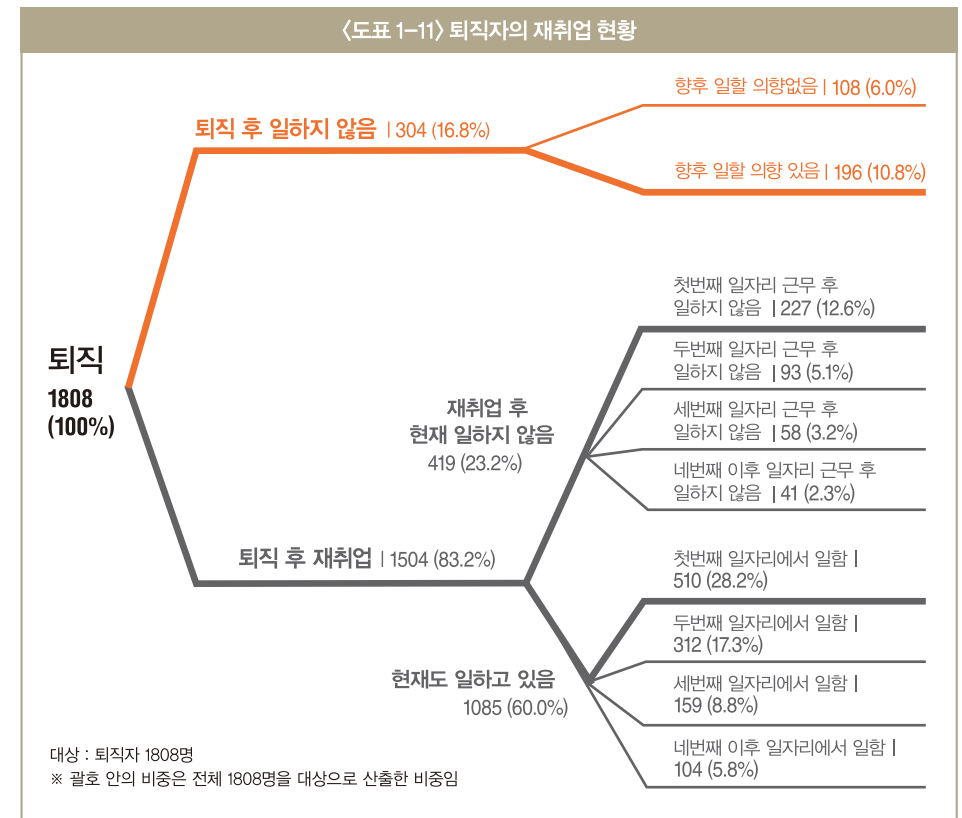 〈도표 1–11〉 퇴직자의 재취업 현황
향후 일할 의향없음 | 108 (6.0%)
퇴직 후 일하지 않음 | 304 (16.8%)
향후 일할 의향 있음 | 196 (10.8%)
퇴직
1808
(100%)
첫번째 일자리 근무 후
일하지 않음 | 227 (12.6%)
두번째 일자리 근무 후
일하지 않음 | 93 (5.1%)
재취업 후
현재 일하지 않음
419 (23.2%)
세번째 일자리 근무 후
일하지 않음 | 58 (3.2%)
네번째 이후 일자리 근무 후
일하지 않음 | 41 (2.3%)
퇴직 후 재취업 | 1504 (83.2%)
첫번째 일자리에서 일함 |
510 (28.2%)
두번째 일자리에서 일함 |
312 (17.3%)
현재도 일하고 있음
1085 (60.0%)
세번째 일자리에서 일함 |
159 (8.8%)
네번째 이후 일자리에서 일함 |
104 (5.8%)
대상 : 퇴직자 1808명
※ 괄호 안의 비중은 전체 1808명을 대상으로 산출한 비중임